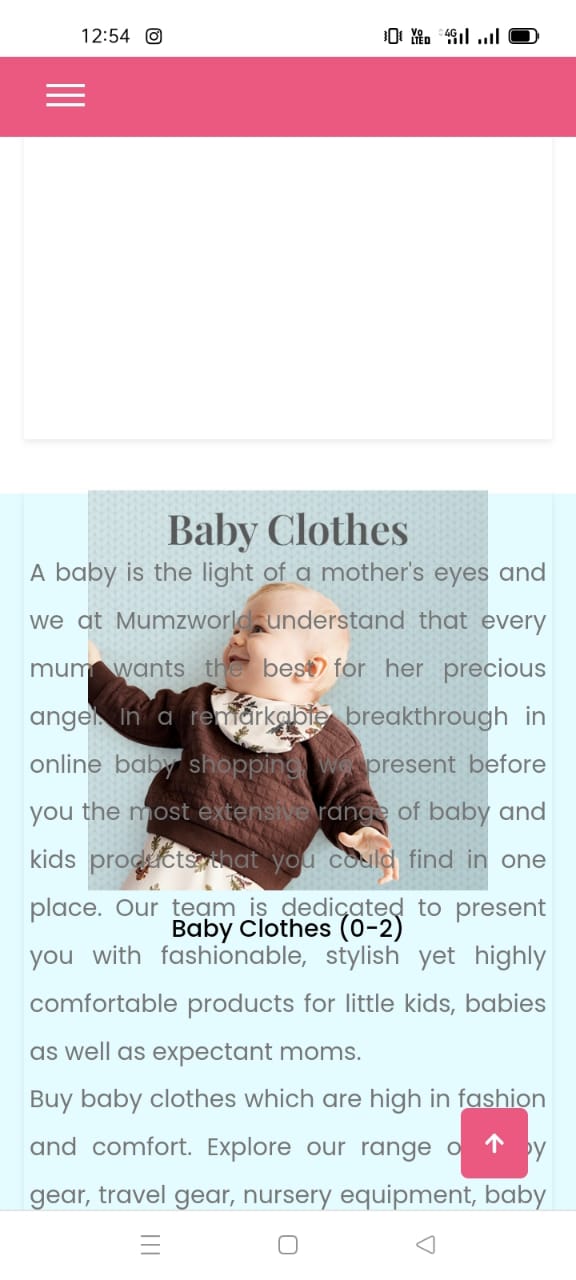 12:54
Vo
LTE
4G
Baby Clothes
A baby is the light of a mother's eyes and
we at Mumzworld understand that every
mum wants the best for her precious
angel. In a remarkable breakthrough in
online baby shopping, we present before
you the most extensive range of baby and
kids products that you could find in one
place. Our team is dedicated to present
Baby Clothes (0-2)
you with fashionable, stylish yet highly
comfortable products for little kids, babies
as well as expectant moms.
Buy baby clothes which are high in fashion
and comfort. Explore our range
gear, travel gear, nursery equipment, baby